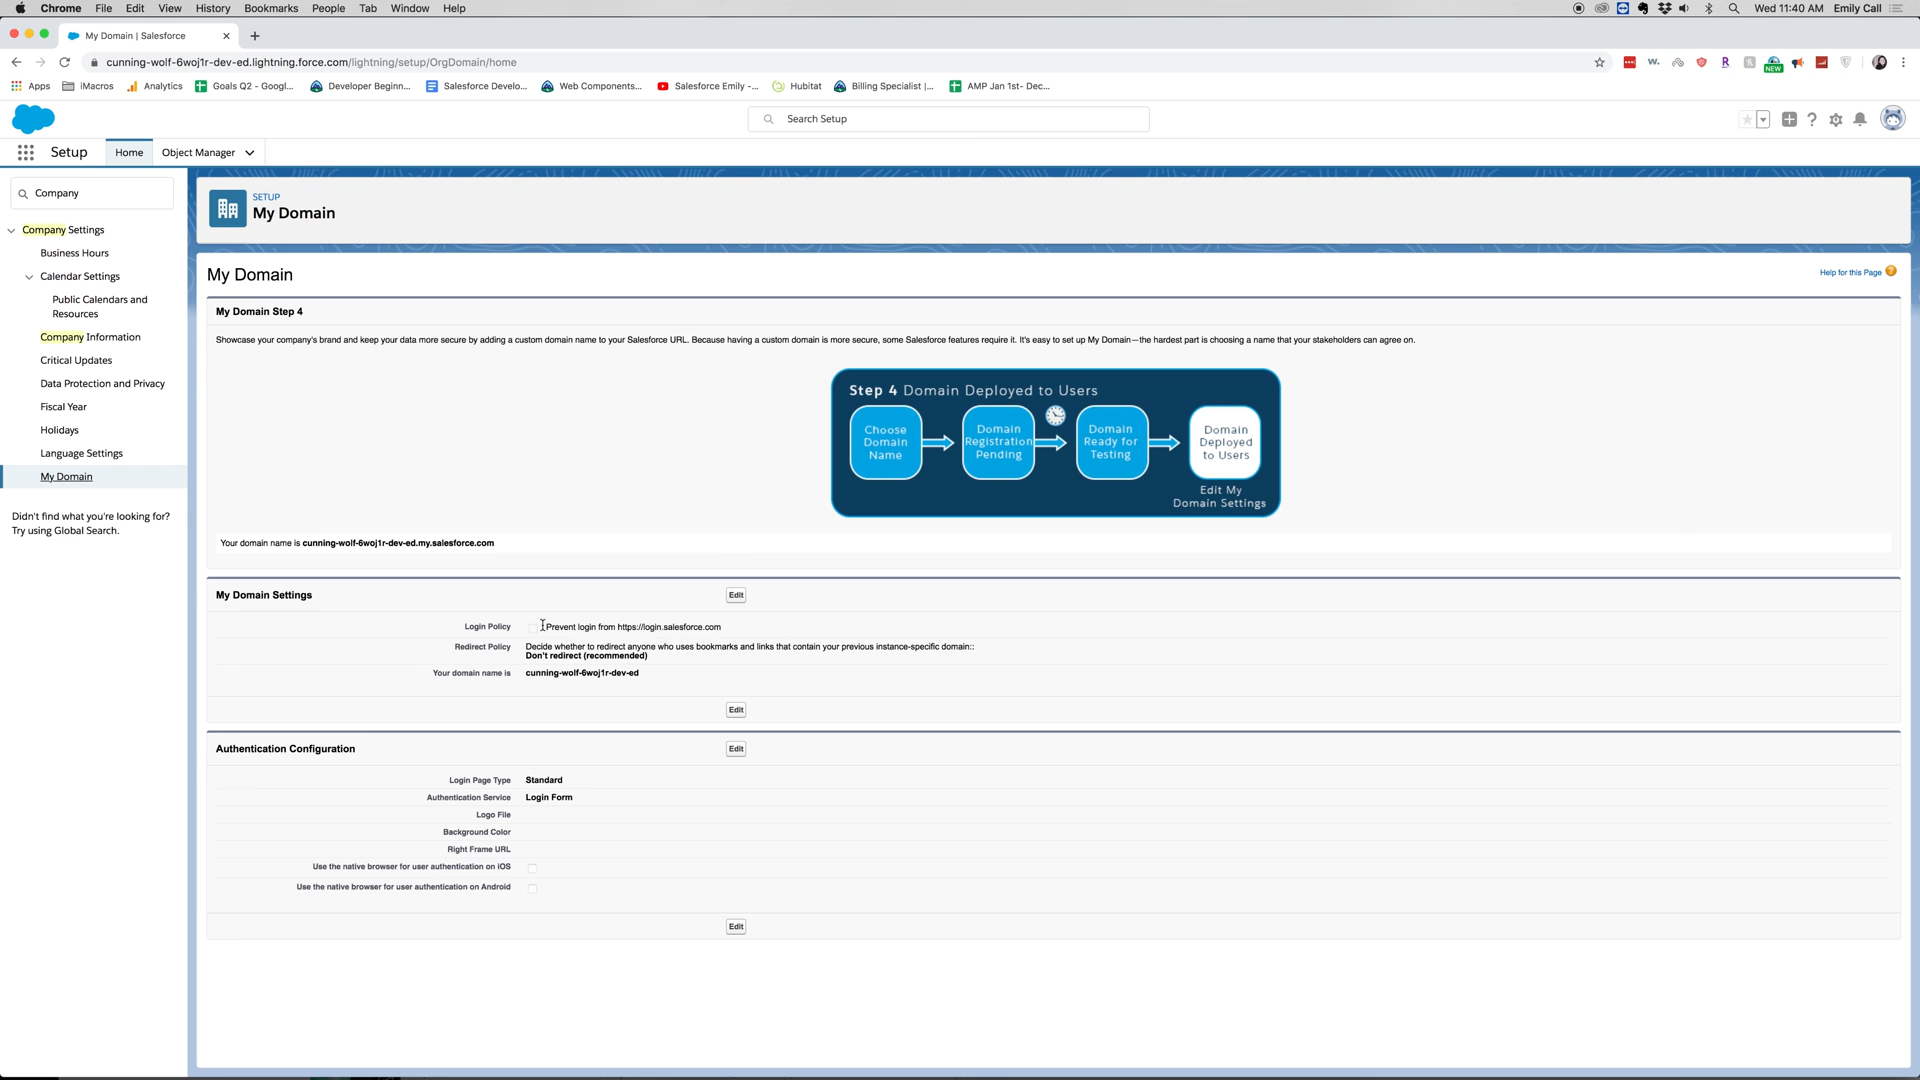 Chrome File Edit View History Bookmarks People Tab Window Help
Wed 11:40 AM Emily Call
My Domain | Salesforce
cunning-wolf-6woj1r-dev-ed.lightning.force.com/lightning/setup/OrgDomain/home
Apps iMacros Analytics Goals Q2 - Googl... Developer Beginn... Salesforce Develo... Web Components... Salesforce Emily -... Hubitat Billing Specialist |... AMP Jan 1st- Dec...
NEW
Search Setup
Setup Home Object Manager
Company
Company Settings
Business Hours
Calendar Settings
Public Calendars and
Resources
Company Information
Critical Updates
Data Protection and Privacy
Fiscal Year
Holidays
Language Settings
My Domain
Didn't find what you're looking for?
Try using Global Search.
SETUP
My Domain
My Domain
Help for this Page
My Domain Step 4
Showcase your company's brand and keep your data more secure by adding a custom domain name to your Salesforce URL. Because having a custom domain is more secure, some Salesforce features require it. It's easy to set up My Domain—the hardest part is choosing a name that your stakeholders can agree on.
Step 4 Domain Deployed to Users
Choose
Domain
Name
Domain
Registration
Pending
Domain
Ready for
Testing
Domain
Deployed
to Users
Edit My
Domain Settings
Your domain name is cunning-wolf-6woj1r-dev-ed.my.salesforce.com
My Domain Settings Edit
Login Policy Prevent login from https://login.salesforce.com
Redirect Policy Decide whether to redirect anyone who uses bookmarks and links that contain your previous instance-specific domain::
Don't redirect (recommended)
Your domain name is cunning-wolf-6woj1r-dev-ed
Edit
Authentication Configuration Edit
Login Page Type Standard
Authentication Service Login Form
Logo File
Background Color
Right Frame URL
Use the native browser for user authentication on iOS
Use the native browser for user authentication on Android
Edit